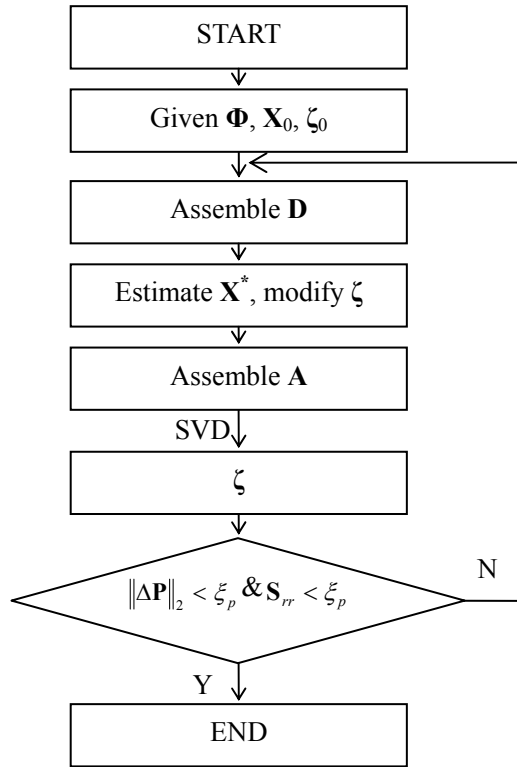 START
Given Φ, X₀, ζ₀
Assemble D
Estimate X*, modify ζ
Assemble A
SVD
ζ
‖ΔP‖₂ < ξₚ & Sᵣᵣ < ξₚ
N
Y
END